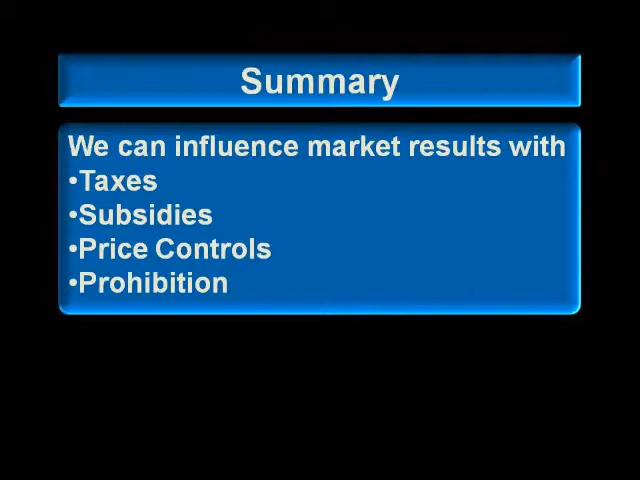 Summary
We can influence market results with
•Taxes
•Subsidies
•Price Controls
•Prohibition